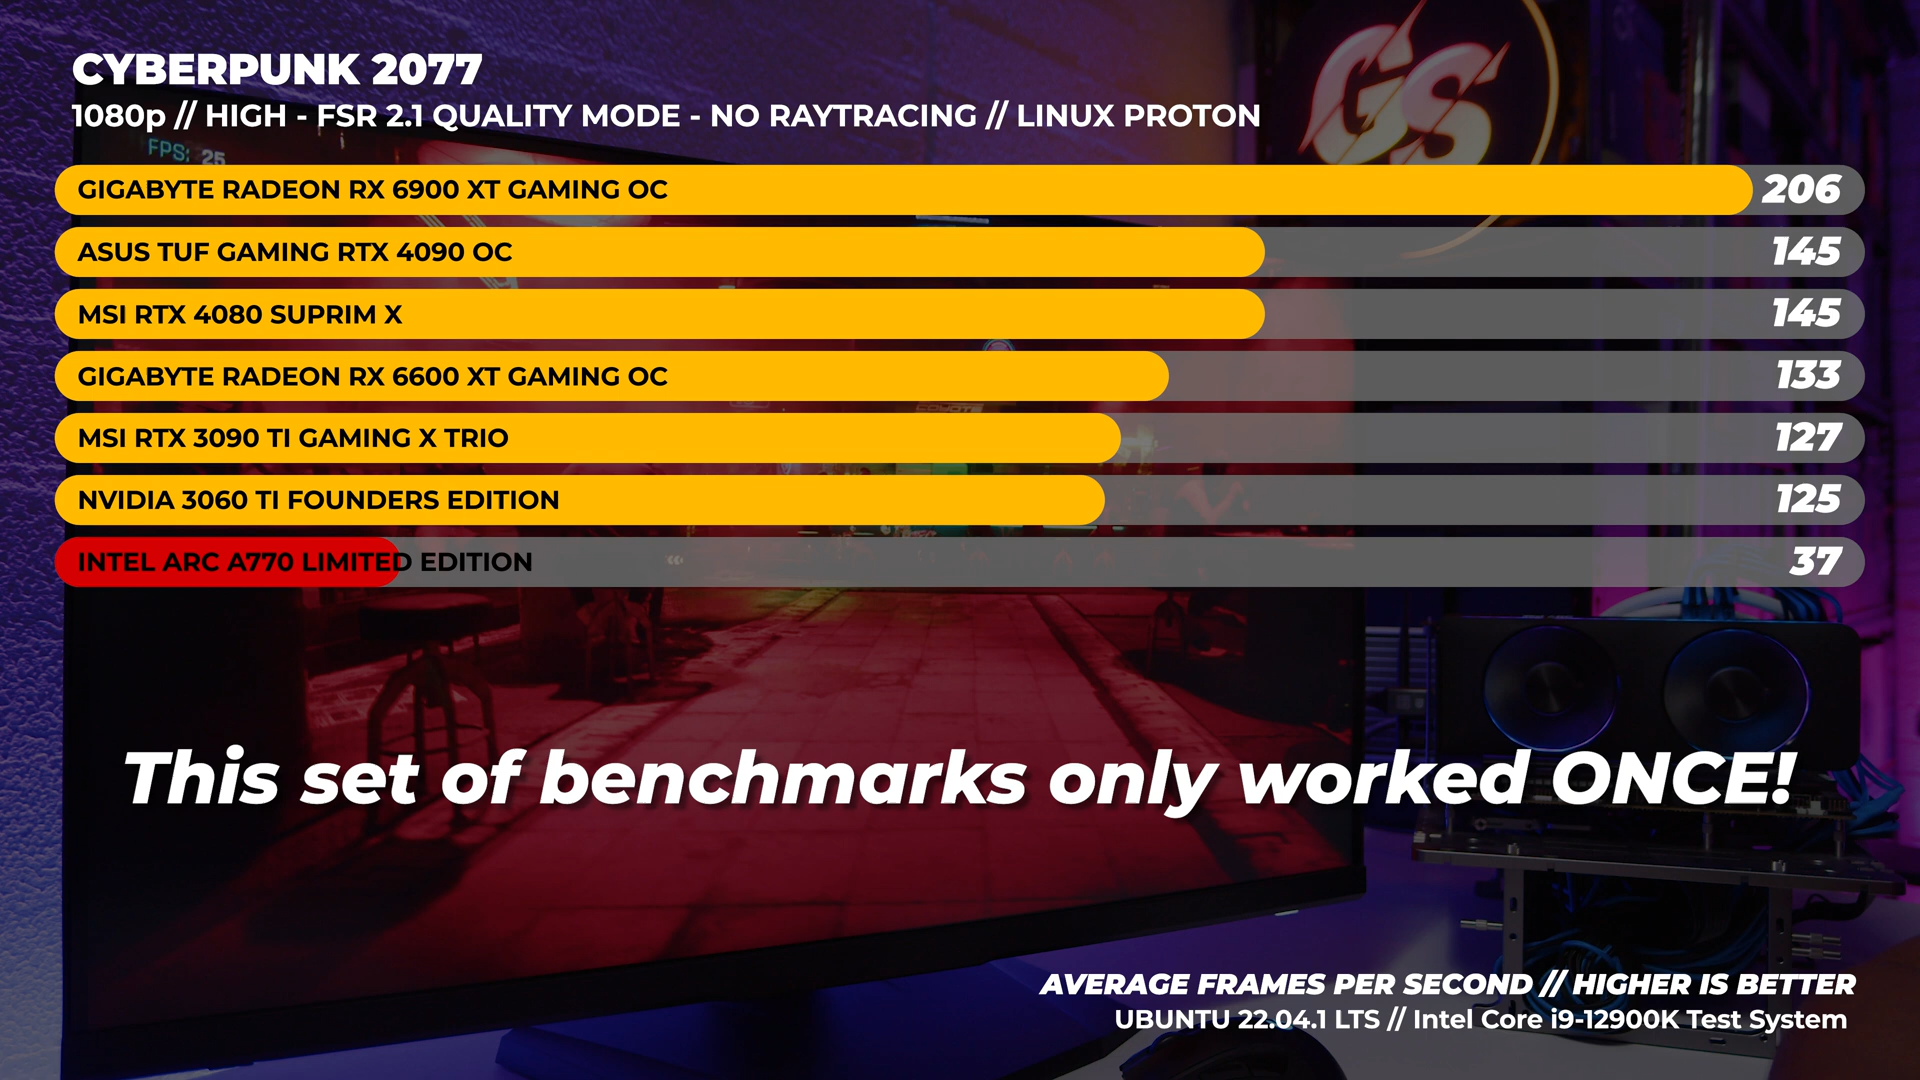 CYBERPUNK 2077
1080p // HIGH - FSR 2.1 QUALITY MODE - NO RAYTRACING // LINUX PROTON
GS
FPS: 25
GIGABYTE RADEON RX 6900 XT GAMING OC 206
ASUS TUF GAMING RTX 4090 OC 145
MSI RTX 4080 SUPRIM X 145
GIGABYTE RADEON RX 6600 XT GAMING OC 133
MSI RTX 3090 TI GAMING X TRIO 127
NVIDIA 3060 TI FOUNDERS EDITION 125
INTEL ARC A770 LIMITED EDITION 37
This set of benchmarks only worked ONCE!
AVERAGE FRAMES PER SECOND // HIGHER IS BETTER
UBUNTU 22.04.1 LTS // Intel Core i9-12900K Test System